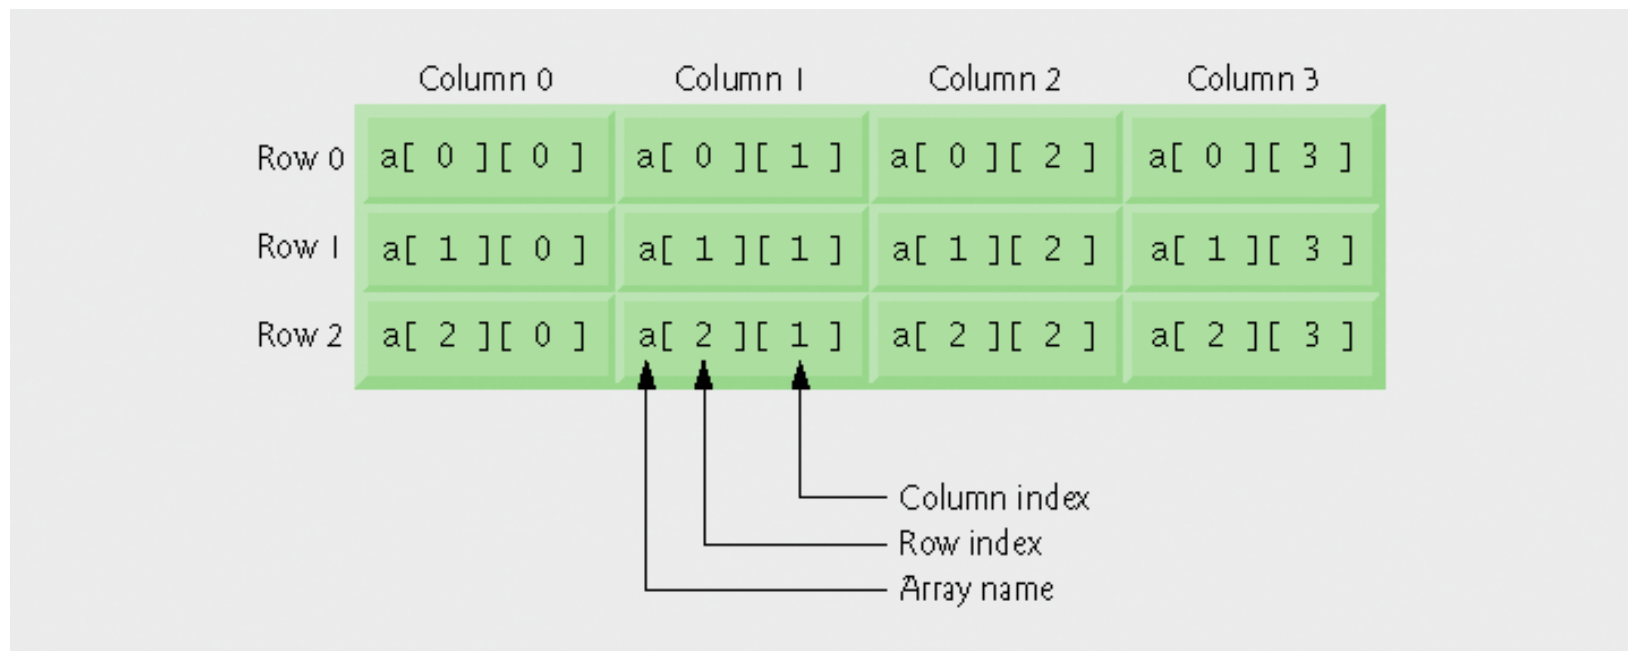 Column 0 Column 1 Column 2 Column 3
Row 0 a[ 0 ][ 0 ] a[ 0 ][ 1 ] a[ 0 ][ 2 ] a[ 0 ][ 3 ]
Row 1 a[ 1 ][ 0 ] a[ 1 ][ 1 ] a[ 1 ][ 2 ] a[ 1 ][ 3 ]
Row 2 a[ 2 ][ 0 ] a[ 2 ][ 1 ] a[ 2 ][ 2 ] a[ 2 ][ 3 ]
Column index
Row index
Array name